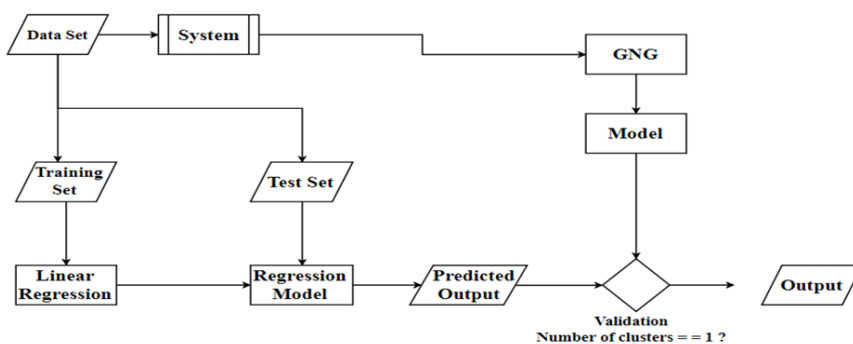 Data Set
System
GNG
Model
Training
Set
Test Set
Linear
Regression
Regression
Model
Predicted
Output
Output
Validation
Number of clusters = = 1 ?